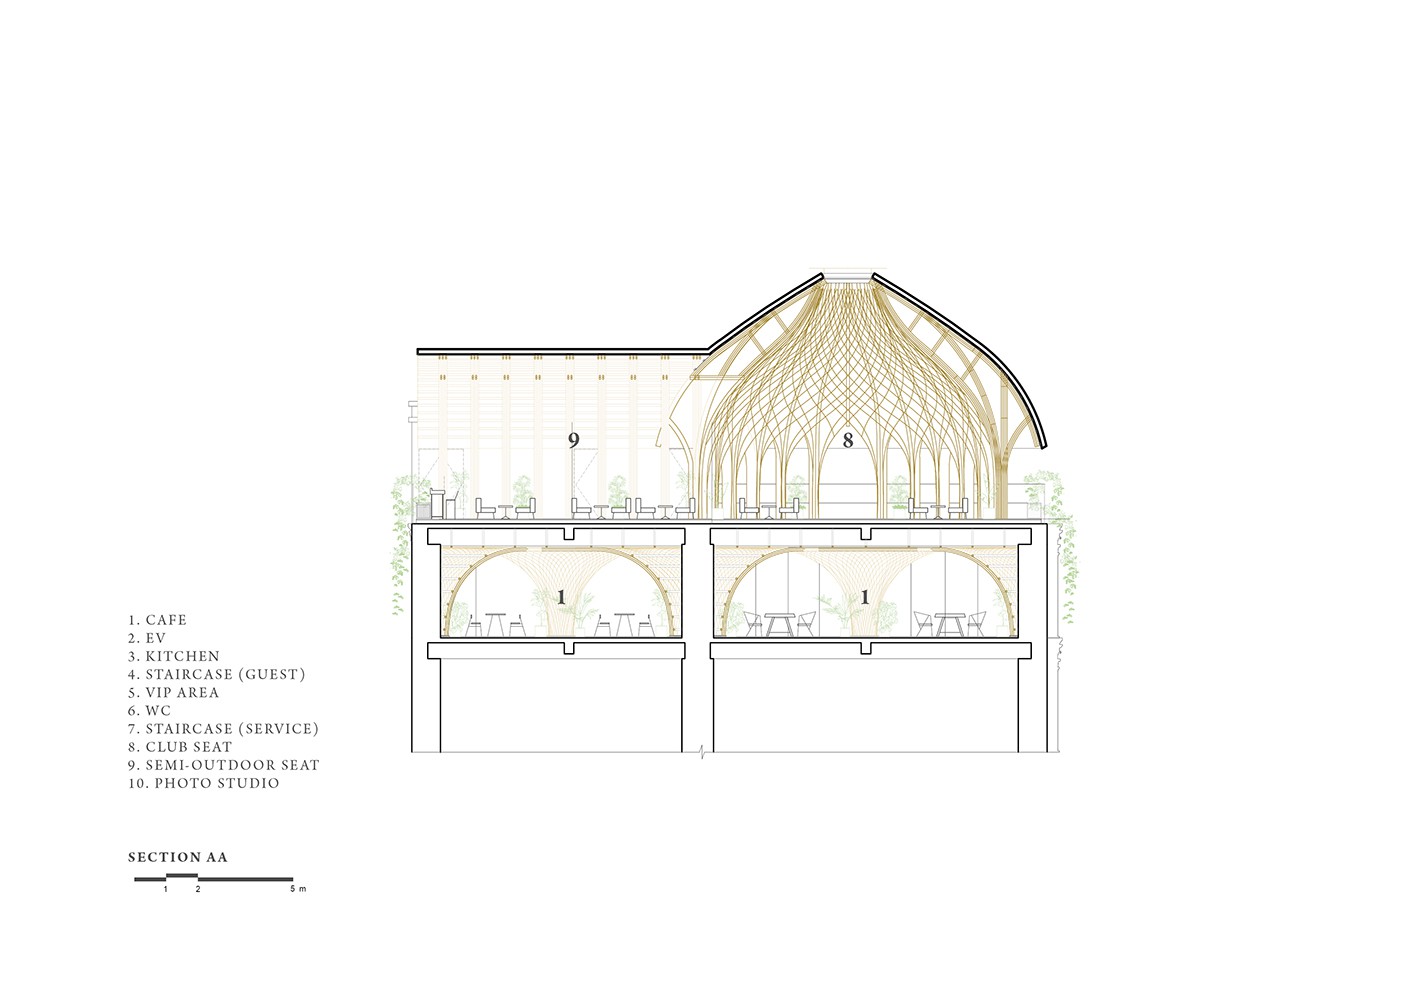 9
8
1
1
1. CAFE
2. EV
3. KITCHEN
4. STAIRCASE (GUEST)
5. VIP AREA
6. WC
7. STAIRCASE (SERVICE)
8. CLUB SEAT
9. SEMI-OUTDOOR SEAT
10. PHOTO STUDIO
SECTION AA
1 2 5 m